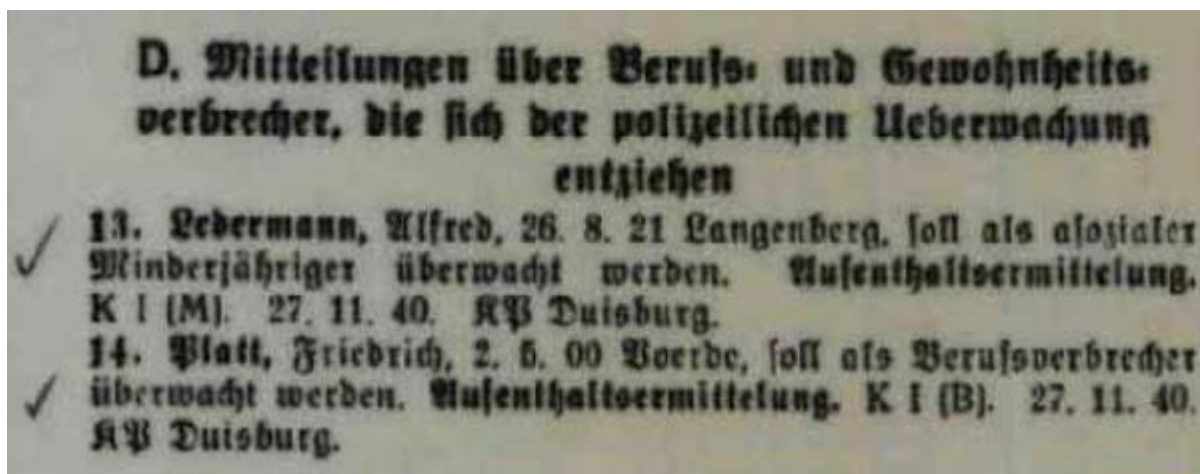 D. Mitteilungen über Berufs- und Gewohnheits-
verbrecher, die sich der polizeilichen Ueberwachung
entziehen
13. Ledermann, Alfred, 26. 8. 21 Langenberg, soll als asozialer
Minderjähriger überwacht werden. Aufenthaltsermittelung.
K I (M). 27. 11. 40. KP Duisburg.
14. Platt, Friedrich, 2. 6. 00 Voerde, soll als Berufsverbrecher
überwacht werden. Aufenthaltsermittelung. K I (B). 27. 11. 40.
KP Duisburg.